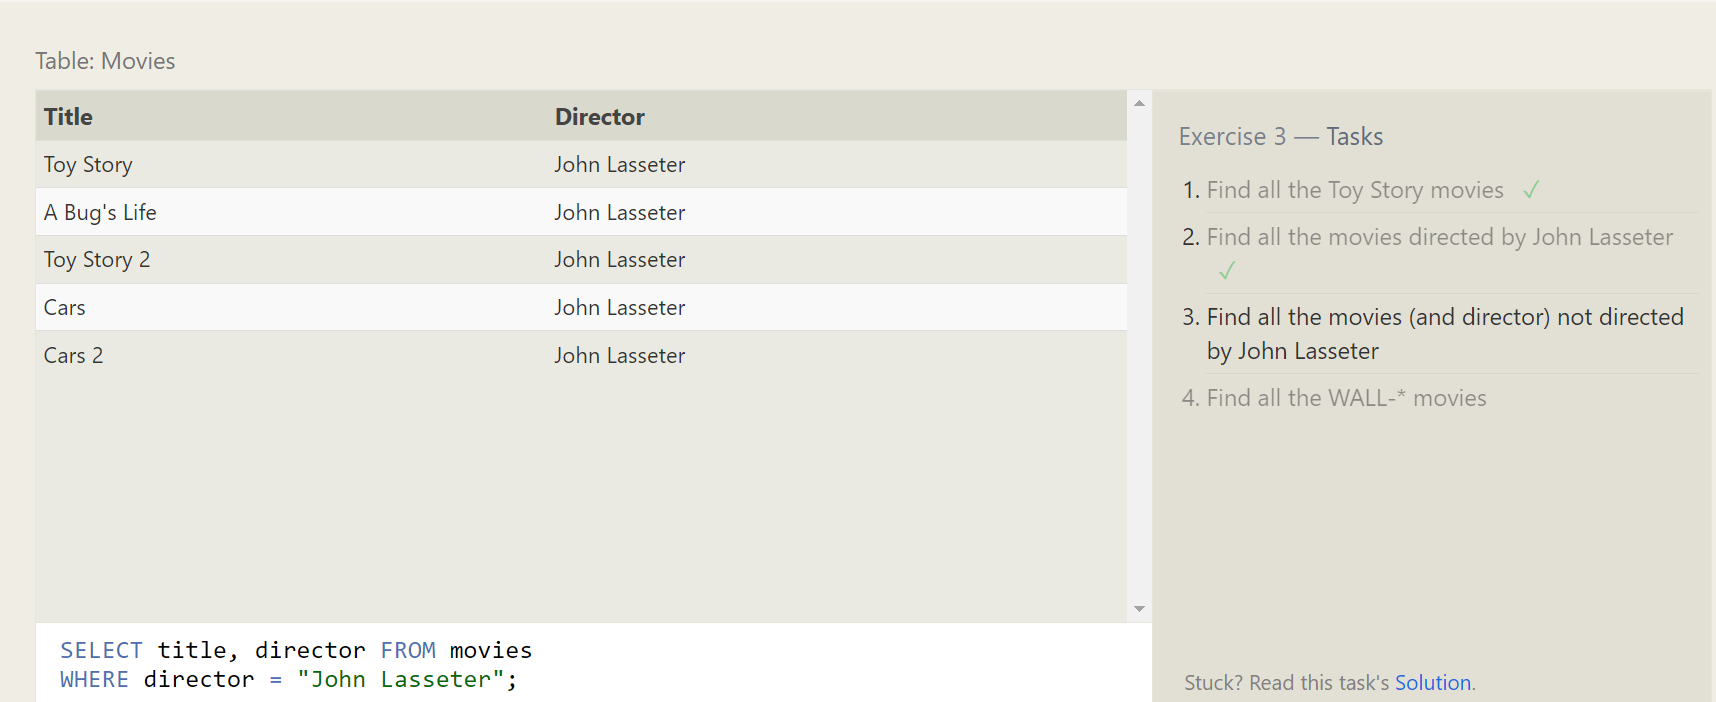 Table: Movies
Title Director
Toy Story John Lasseter
A Bug's Life John Lasseter
Toy Story 2 John Lasseter
Cars John Lasseter
Cars 2 John Lasseter
SELECT title, director FROM movies
WHERE director = "John Lasseter";
Exercise 3 — Tasks
1. Find all the Toy Story movies ✓
2. Find all the movies directed by John Lasseter
✓
3. Find all the movies (and director) not directed
by John Lasseter
4. Find all the WALL-* movies
Stuck? Read this task's Solution.